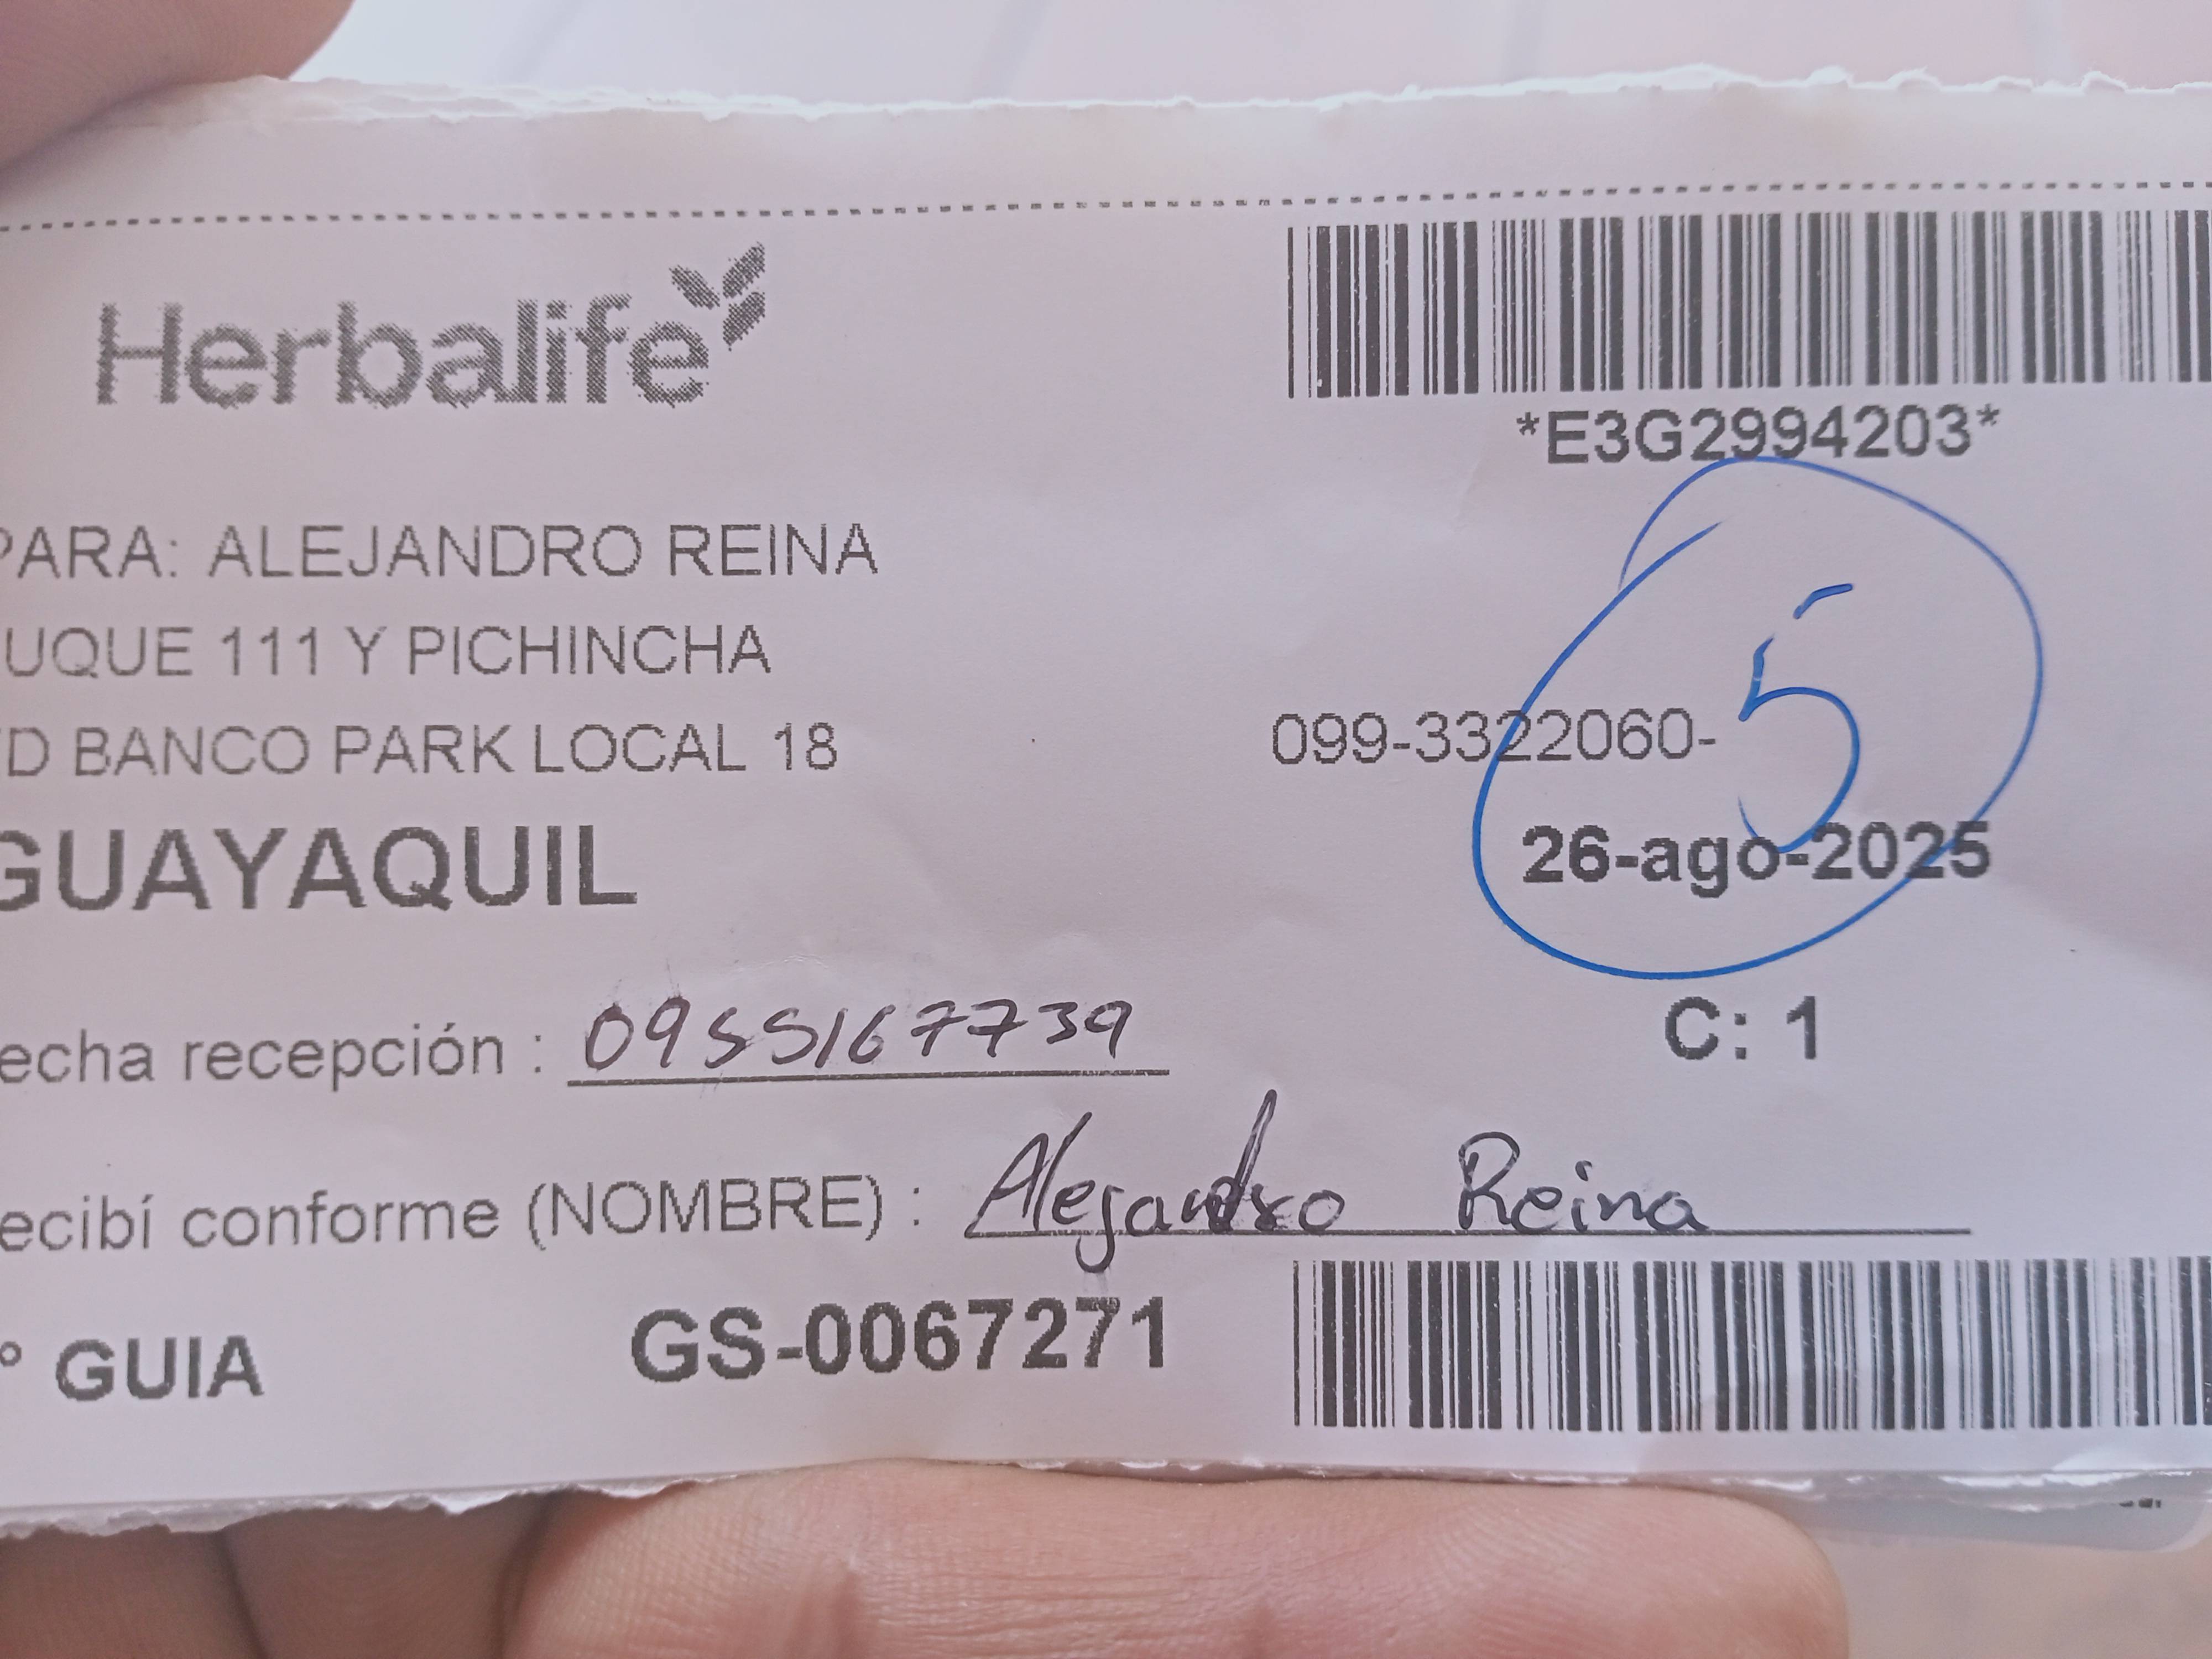 Herbalife
*E3G2994203*
PARA: ALEJANDRO REINA
UQUE 111 Y PICHINCHA
D BANCO PARK LOCAL 18
099-3322060-
5
GUAYAQUIL
26-ago-2025
echa recepción : 0955167739
C: 1
ecibí conforme (NOMBRE) : Alejandro Reina
° GUIA GS-0067271